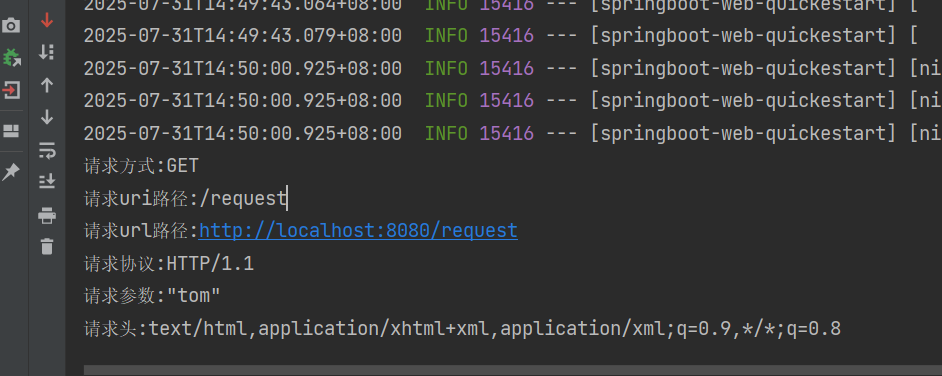 2025-07-31T14:49:43.064+08:00  INFO 15416 --- [springboot-web-quickestart] [
2025-07-31T14:49:43.079+08:00  INFO 15416 --- [springboot-web-quickestart] [
2025-07-31T14:50:00.925+08:00  INFO 15416 --- [springboot-web-quickestart] [ni
2025-07-31T14:50:00.925+08:00  INFO 15416 --- [springboot-web-quickestart] [ni
2025-07-31T14:50:00.925+08:00  INFO 15416 --- [springboot-web-quickestart] [ni
请求方式:GET
请求uri路径:/request
请求url路径:http://localhost:8080/request
请求协议:HTTP/1.1
请求参数:"tom"
请求头:text/html,application/xhtml+xml,application/xml;q=0.9,*/*;q=0.8